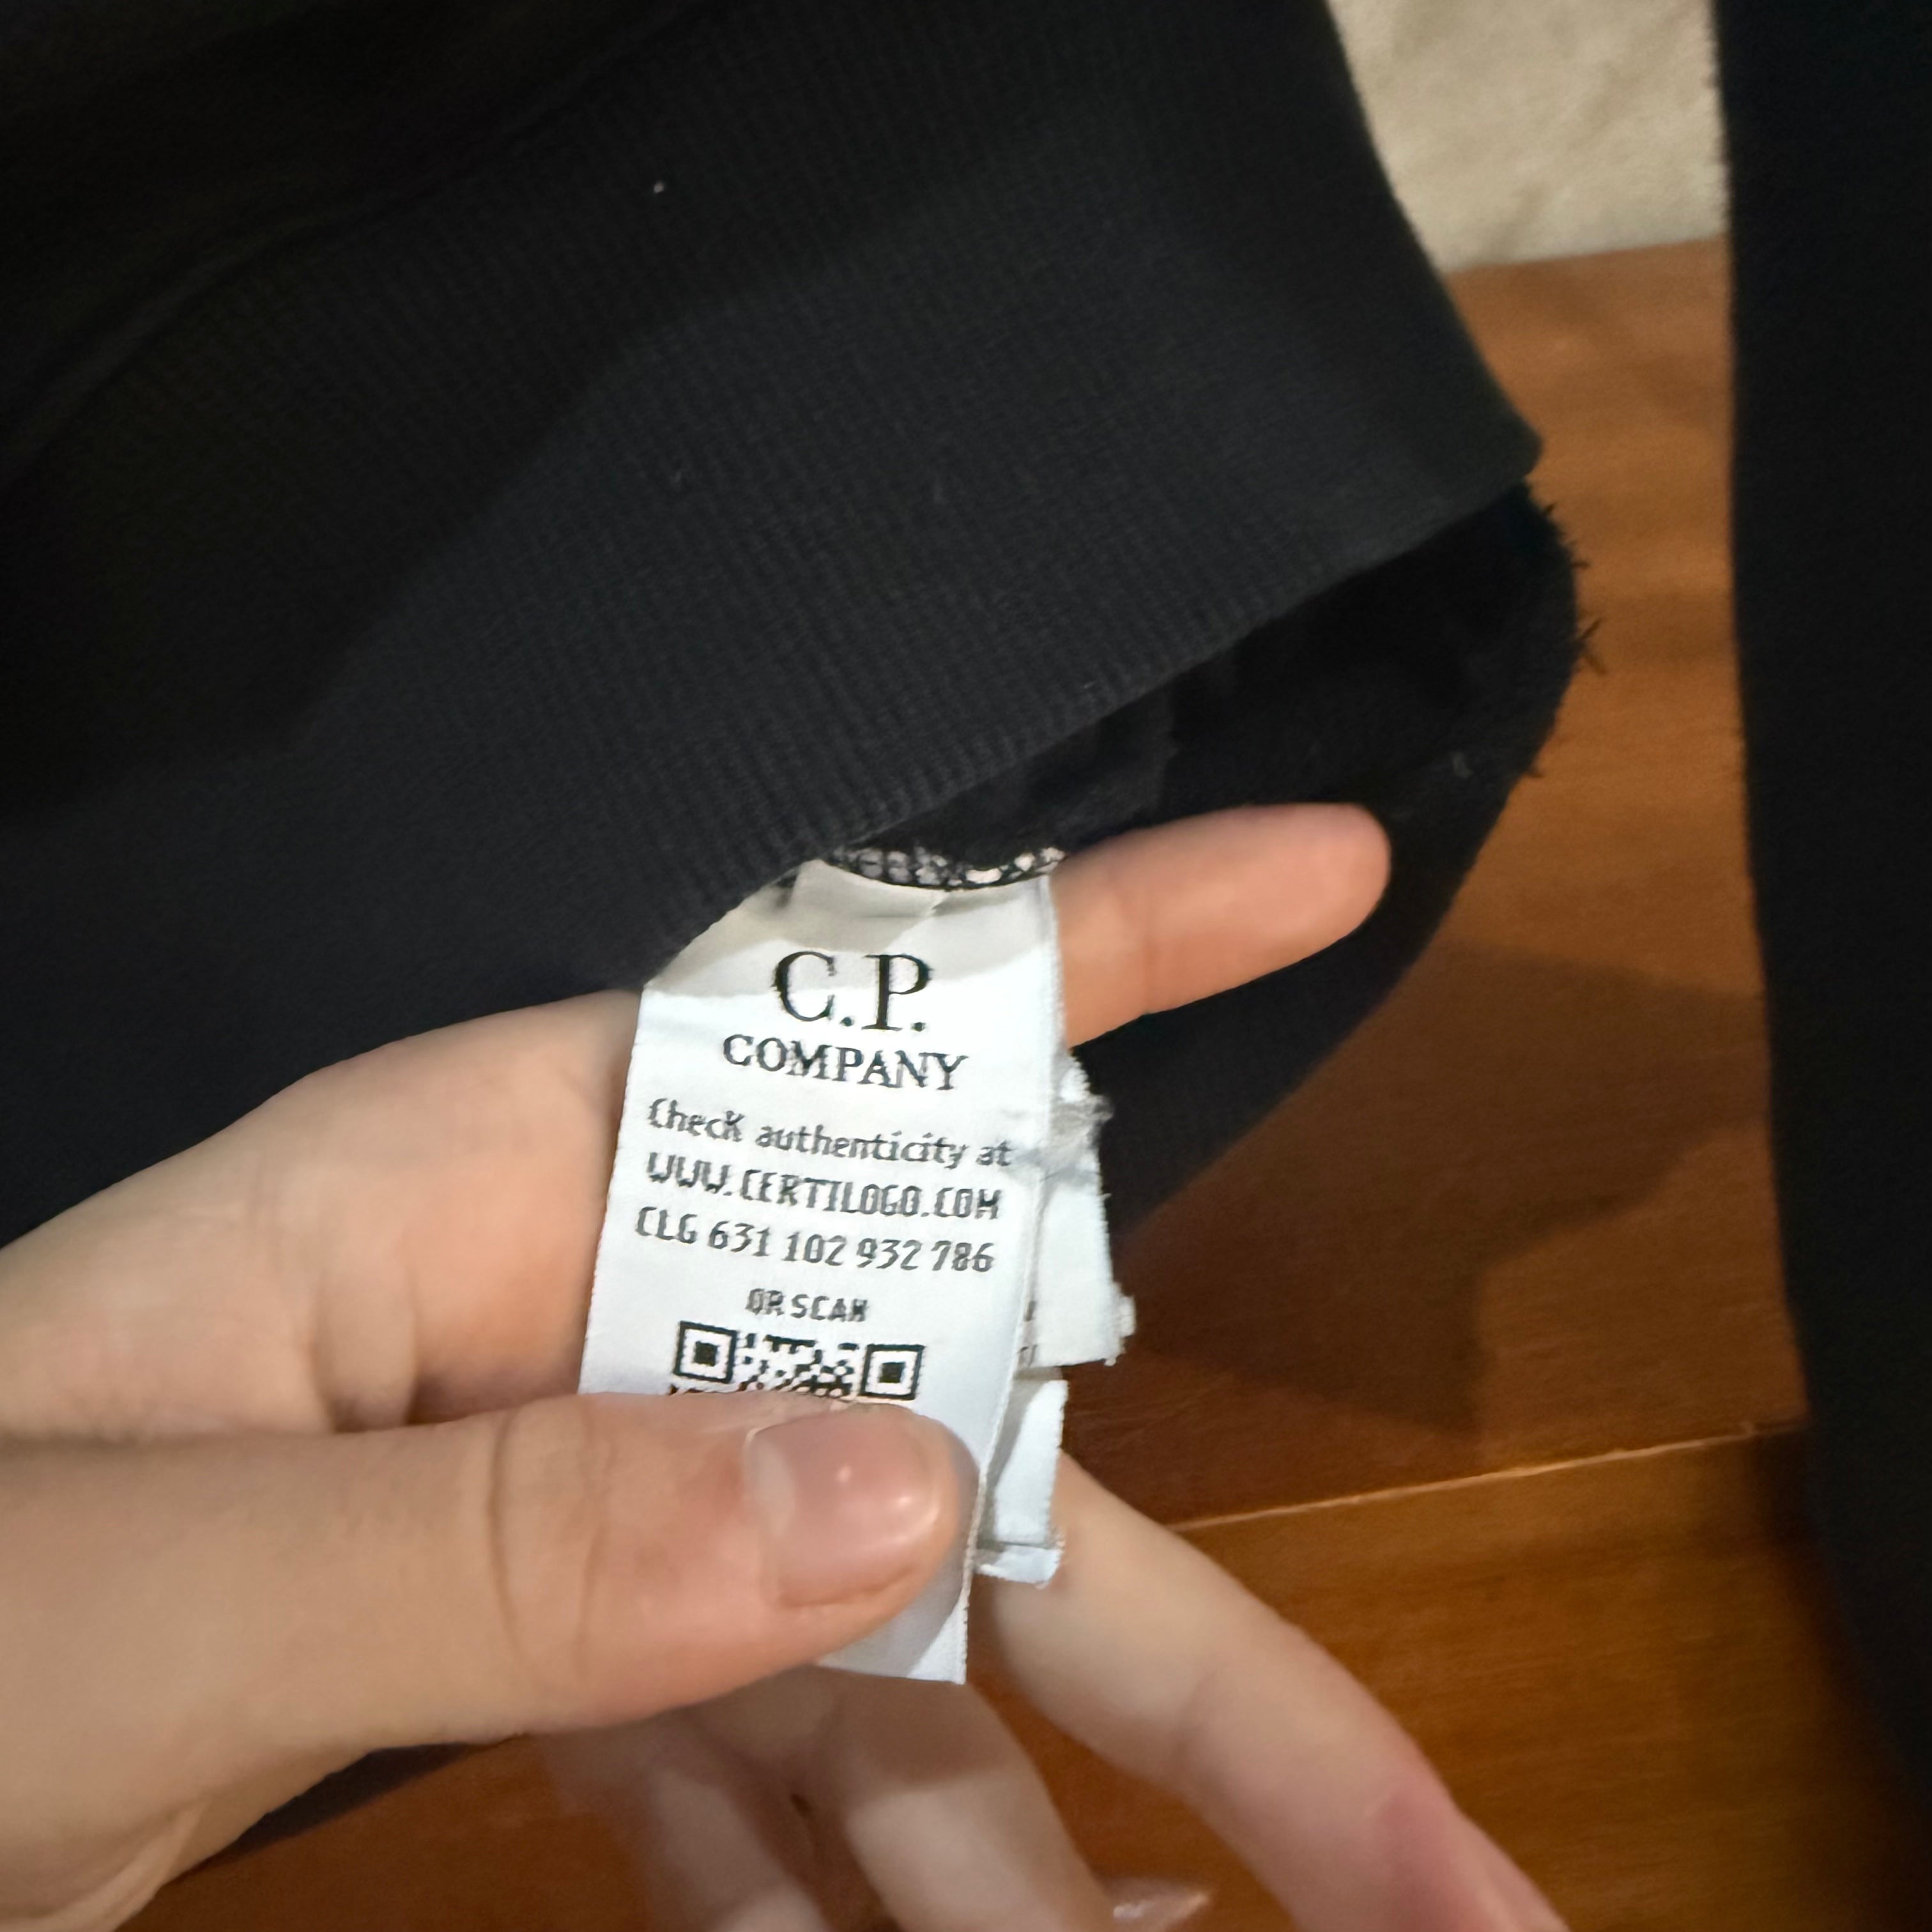 C.P.
COMPANY
Check authenticity at
WWW.CERTILOGO.COM
CLG 631 102 932 786
OR SCAN